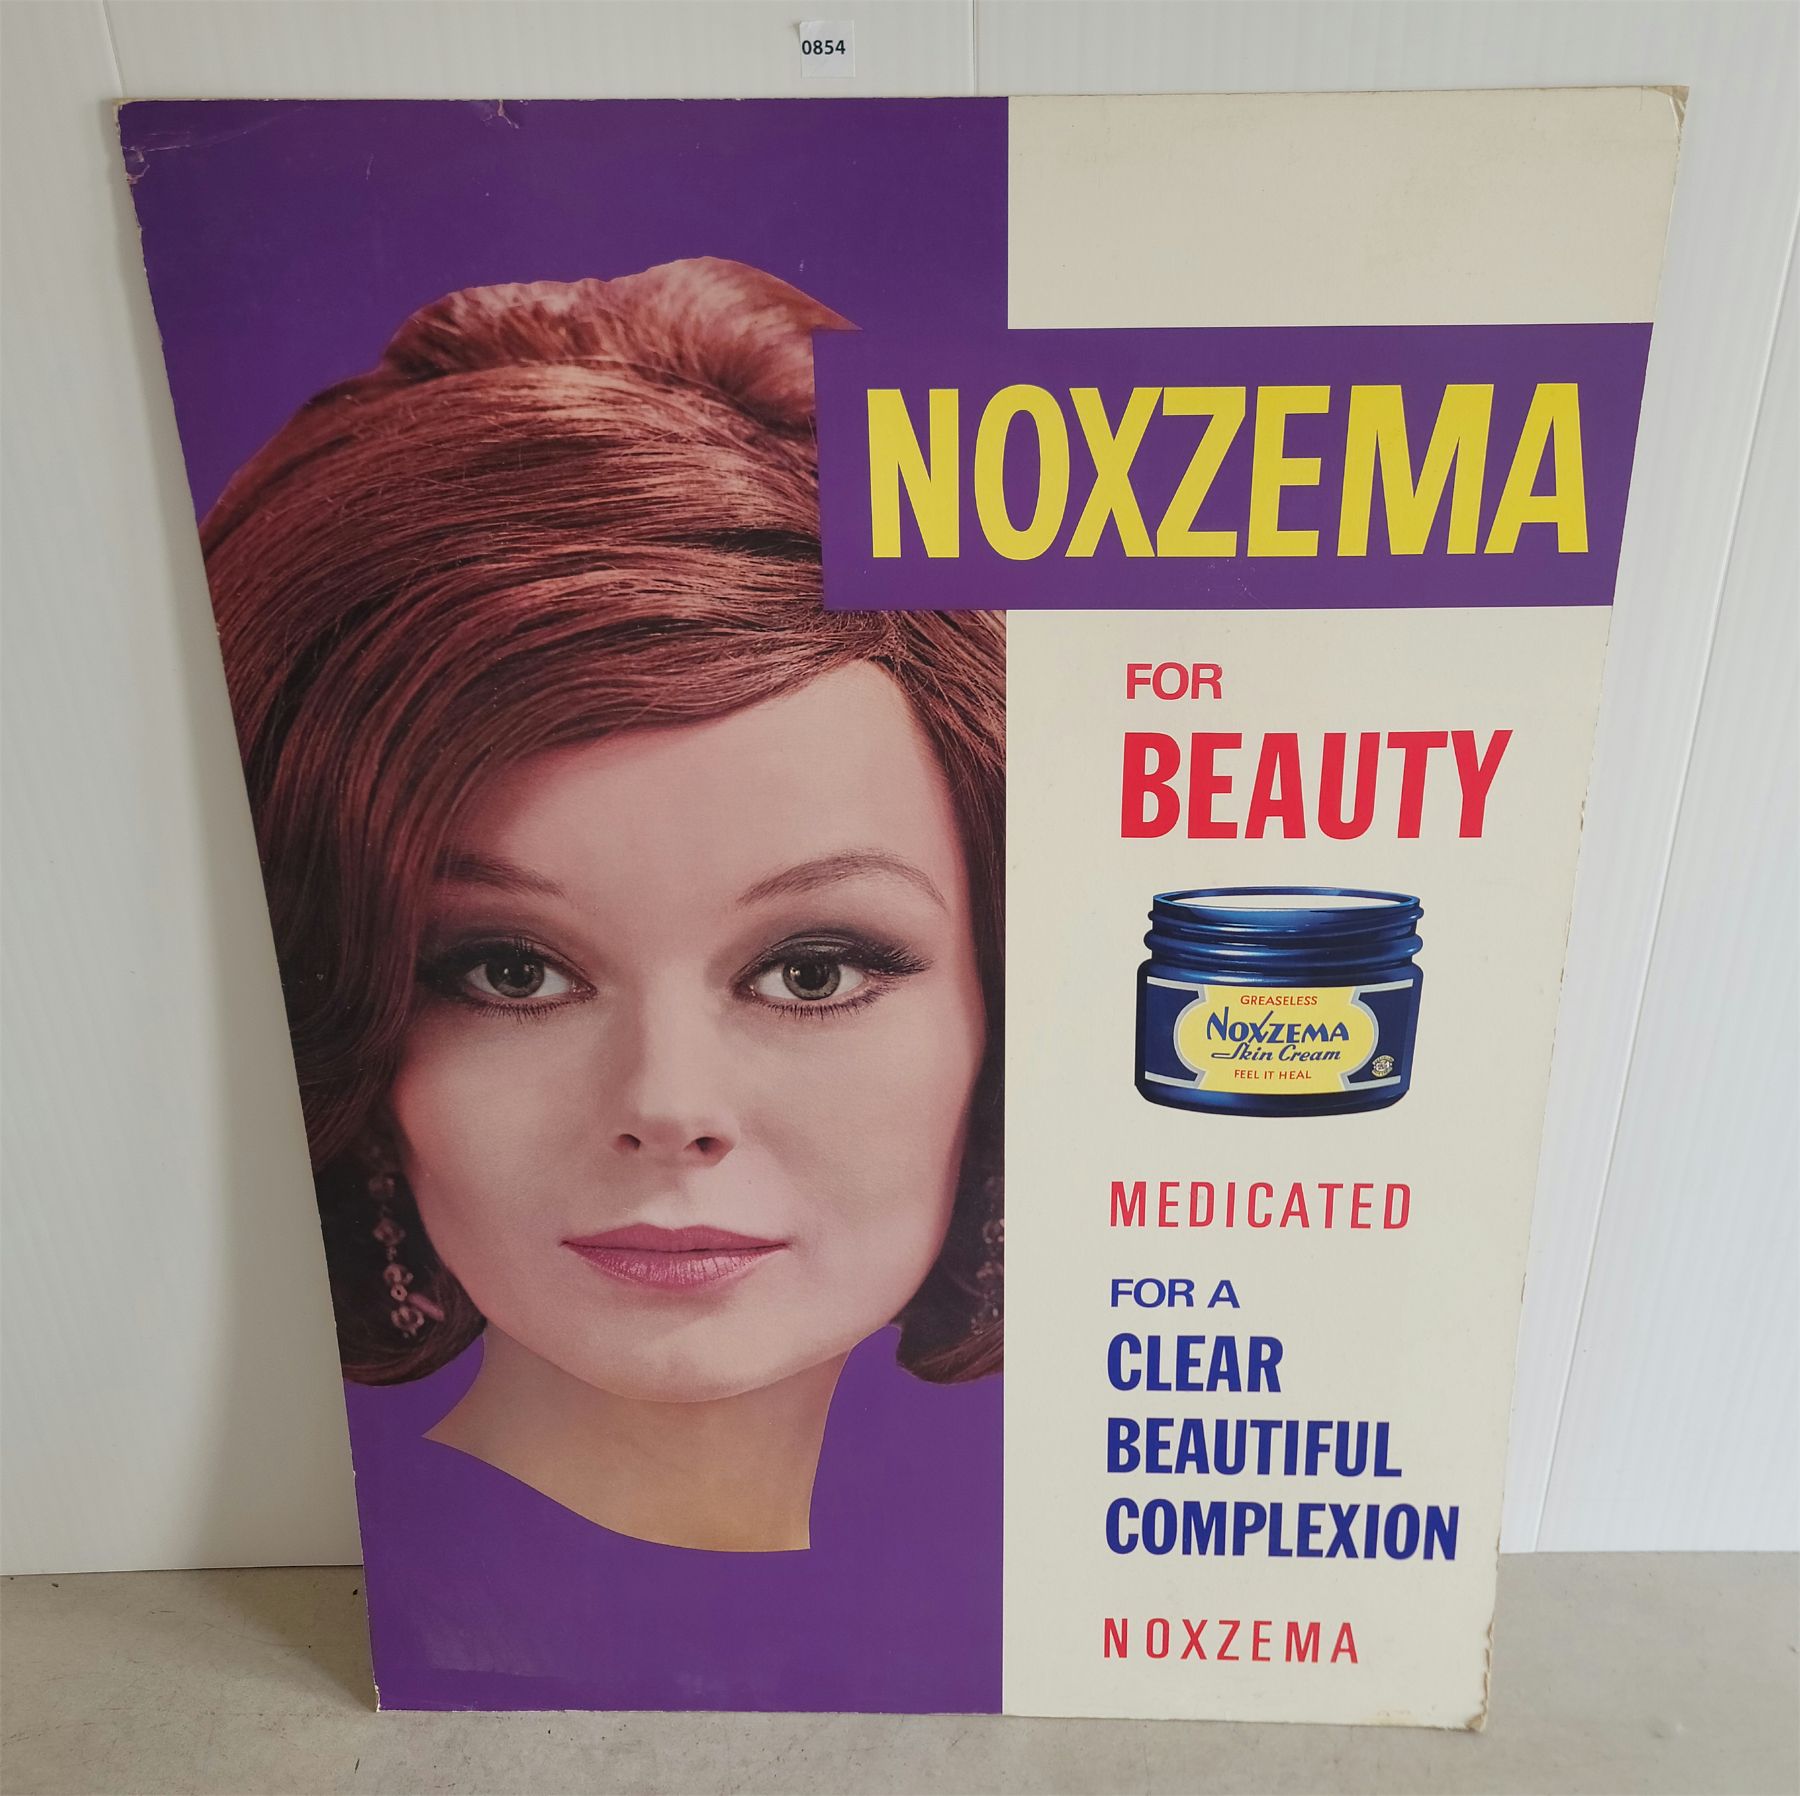 0854
NOXZEMA
FOR
BEAUTY
GREASELESS
NOXZEMA
Skin Cream
FEEL IT HEAL
MEDICATED
FOR A
CLEAR
BEAUTIFUL
COMPLEXION
NOXZEMA